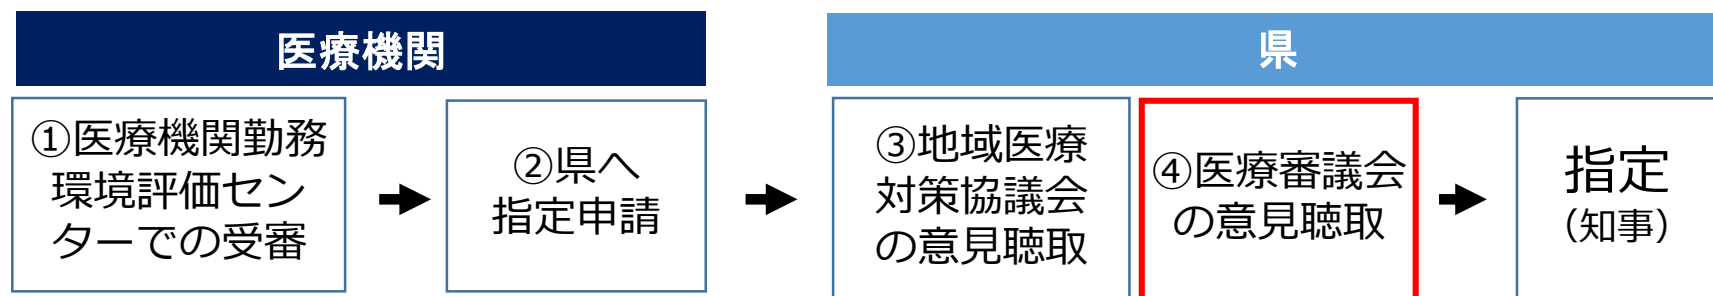 医療機関
県
①医療機関勤務
環境評価セン
ターでの受審
②県へ
指定申請
③地域医療
対策協議会
の意見聴取
④医療審議会
の意見聴取
指定
（知事）